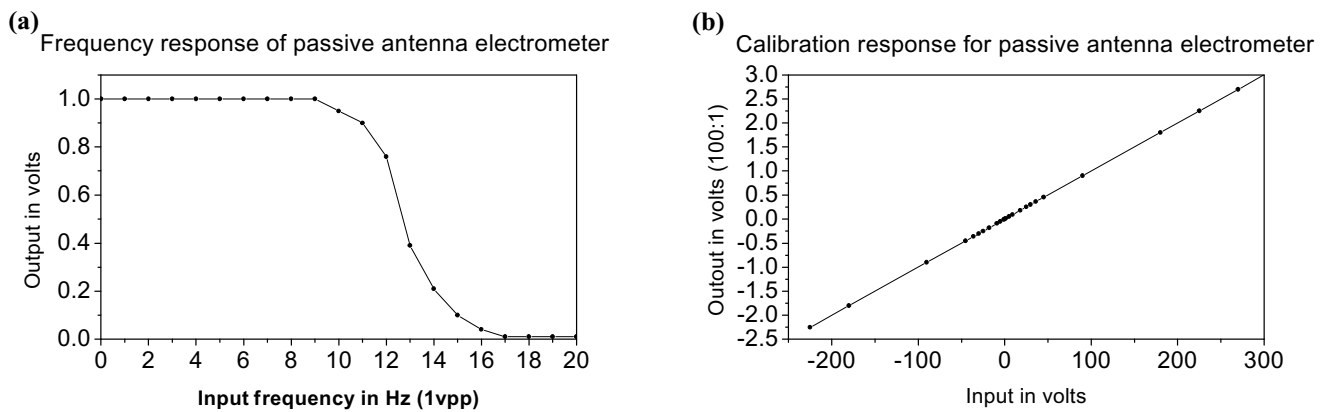 (a)
Frequency response of passive antenna electrometer
1.0
0.8
0.6
0.4
0.2
0.0
Output in volts
0 2 4 6 8 10 12 14 16 18 20
Input frequency in Hz (1vpp)
(b)
Calibration response for passive antenna electrometer
3.0
2.5
2.0
1.5
1.0
0.5
0.0
-0.5
-1.0
-1.5
-2.0
-2.5
Outout in volts (100:1)
-200 -100 0 100 200 300
Input in volts